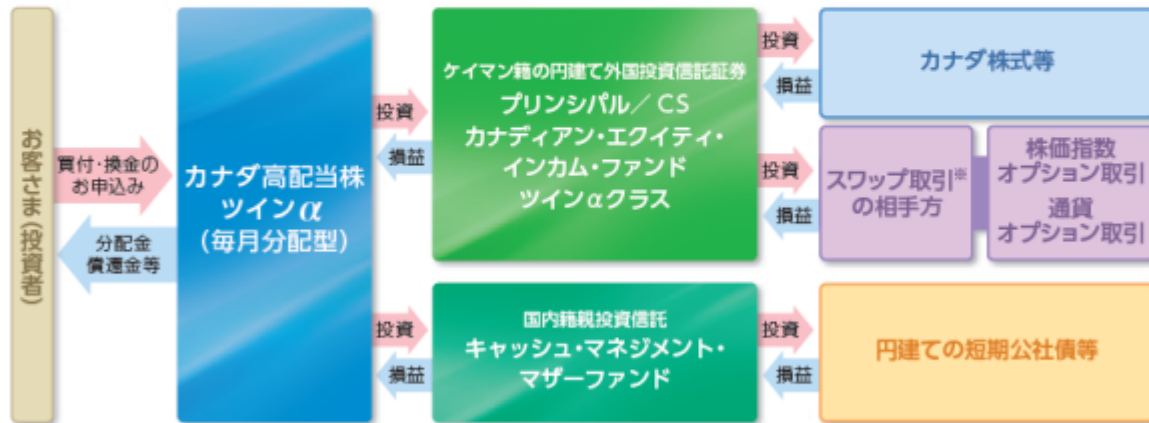 お客さま（投資者）
買付・換金の
お申込み
分配金
償還金等
カナダ高配当株
ツインα
（毎月分配型）
投資
損益
ケイマン籍の円建て外国投資信託証券
プリンシパル／CS
カナディアン・エクイティ・
インカム・ファンド
ツインαクラス
投資
損益
カナダ株式等
投資
損益
スワップ取引※
の相手方
株価指数
オプション取引
通貨
オプション取引
投資
損益
国内籍親投資信託
キャッシュ・マネジメント・
マザーファンド
投資
損益
円建ての短期公社債等